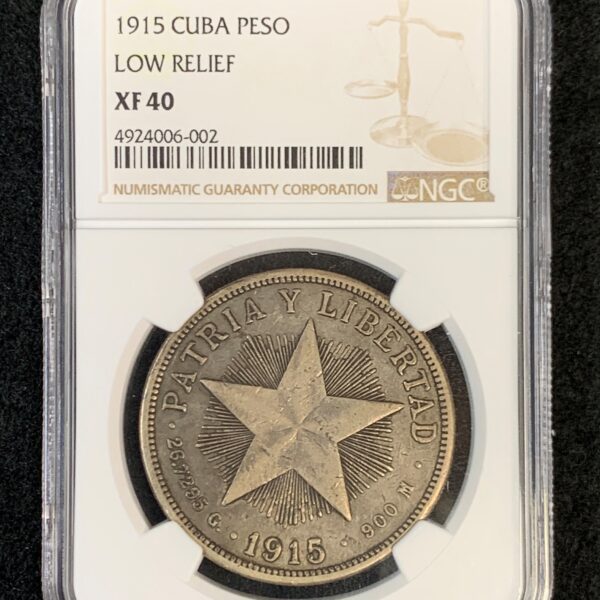 1915 CUBA PESO
LOW RELIEF
XF 40
4924006-002
NUMISMATIC GUARANTY CORPORATION
NGC®
PATRIA Y LIBERTAD
· 26.7295 G. · 1915 · 900 M ·